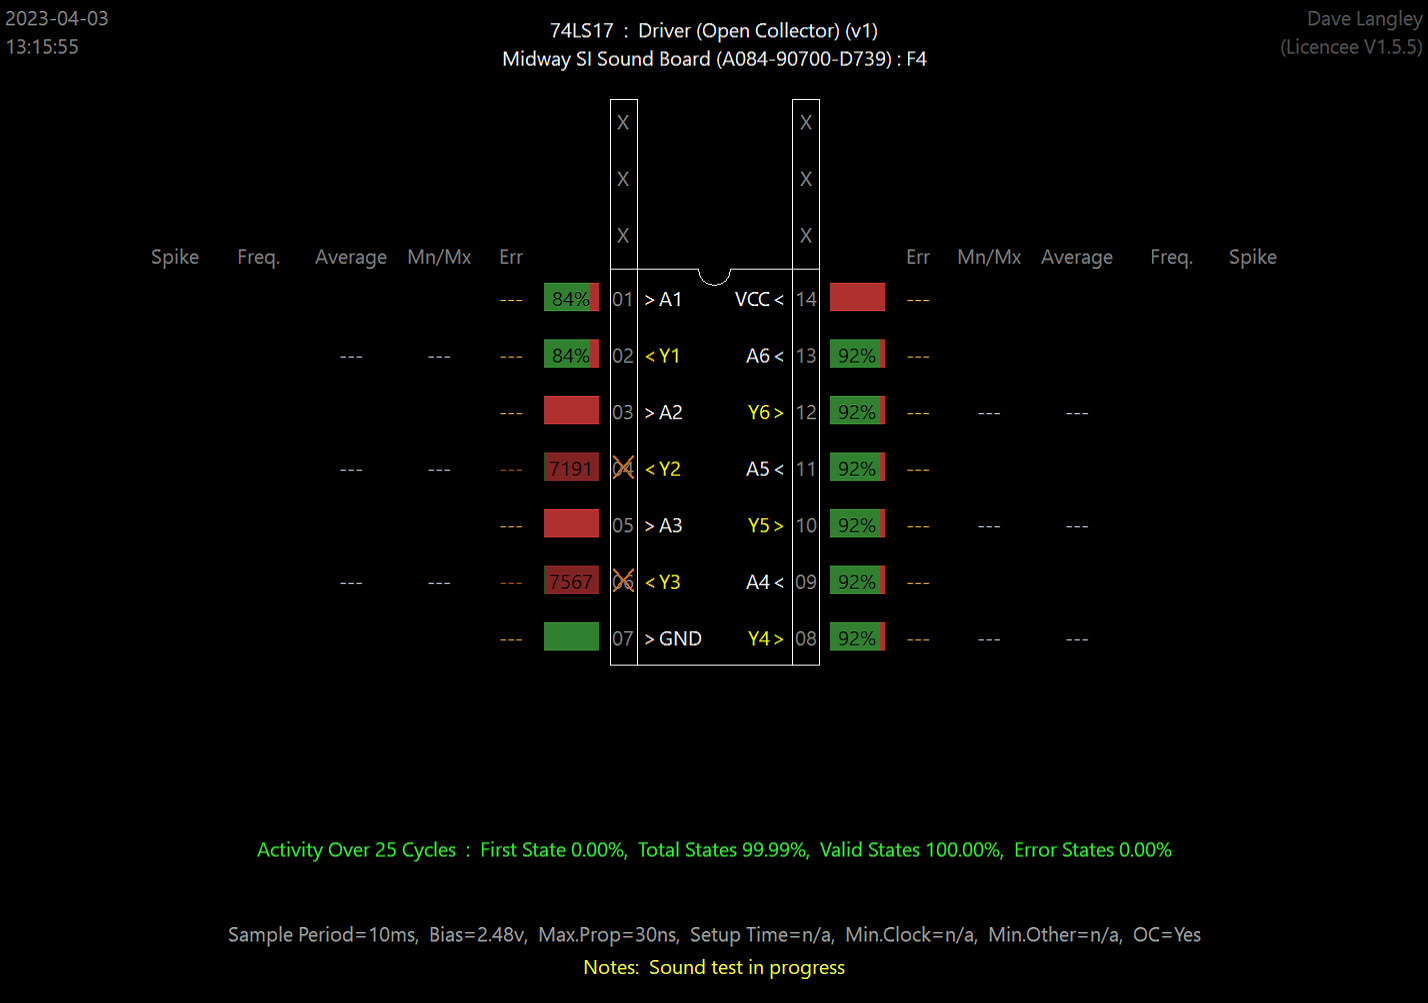 2023-04-03
13:15:55
74LS17 : Driver (Open Collector) (v1)
Midway SI Sound Board (A084-90700-D739) : F4
Dave Langley
(Licencee V1.5.5)
X X
X X
X X
Spike Freq. Average Mn/Mx Err Err Mn/Mx Average Freq. Spike
--- 84% 01 > A1 VCC < 14 ---
--- --- --- 84% 02 < Y1 A6 < 13 92% ---
--- 03 > A2 Y6 > 12 92% --- --- ---
--- --- --- 7191 04 < Y2 A5 < 11 92% ---
--- 05 > A3 Y5 > 10 92% --- --- ---
--- --- --- 7567 06 < Y3 A4 < 09 92% ---
--- 07 > GND Y4 > 08 92% --- --- ---
Activity Over 25 Cycles : First State 0.00%, Total States 99.99%, Valid States 100.00%, Error States 0.00%
Sample Period=10ms, Bias=2.48v, Max.Prop=30ns, Setup Time=n/a, Min.Clock=n/a, Min.Other=n/a, OC=Yes
Notes: Sound test in progress